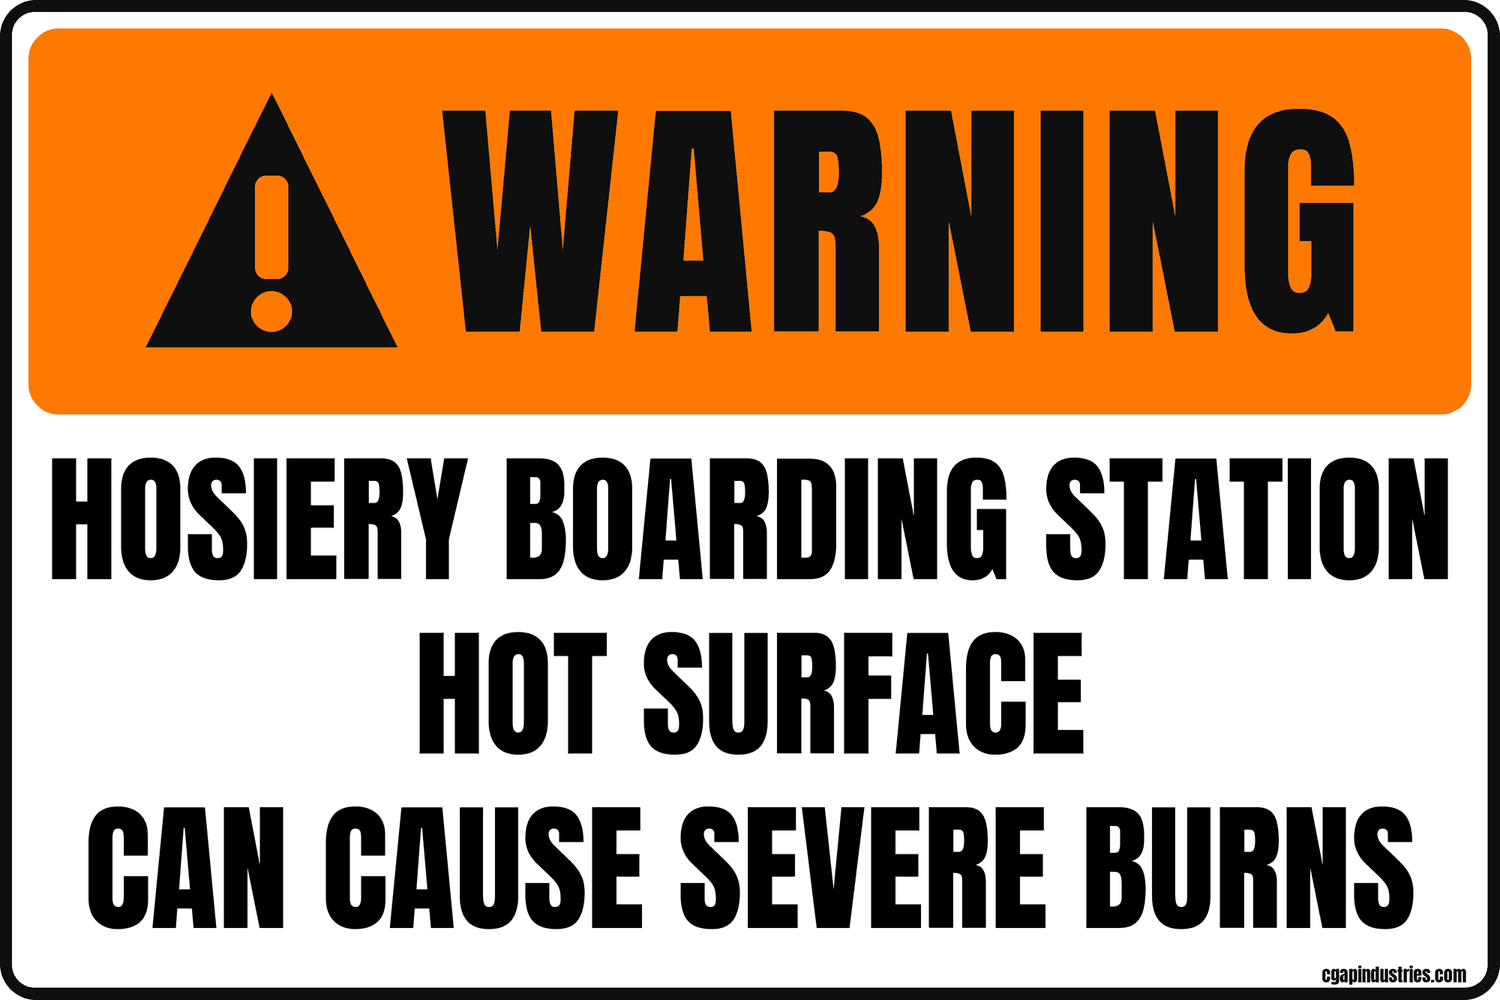 WARNING
HOSIERY BOARDING STATION
HOT SURFACE
CAN CAUSE SEVERE BURNS
cgapindustries.com